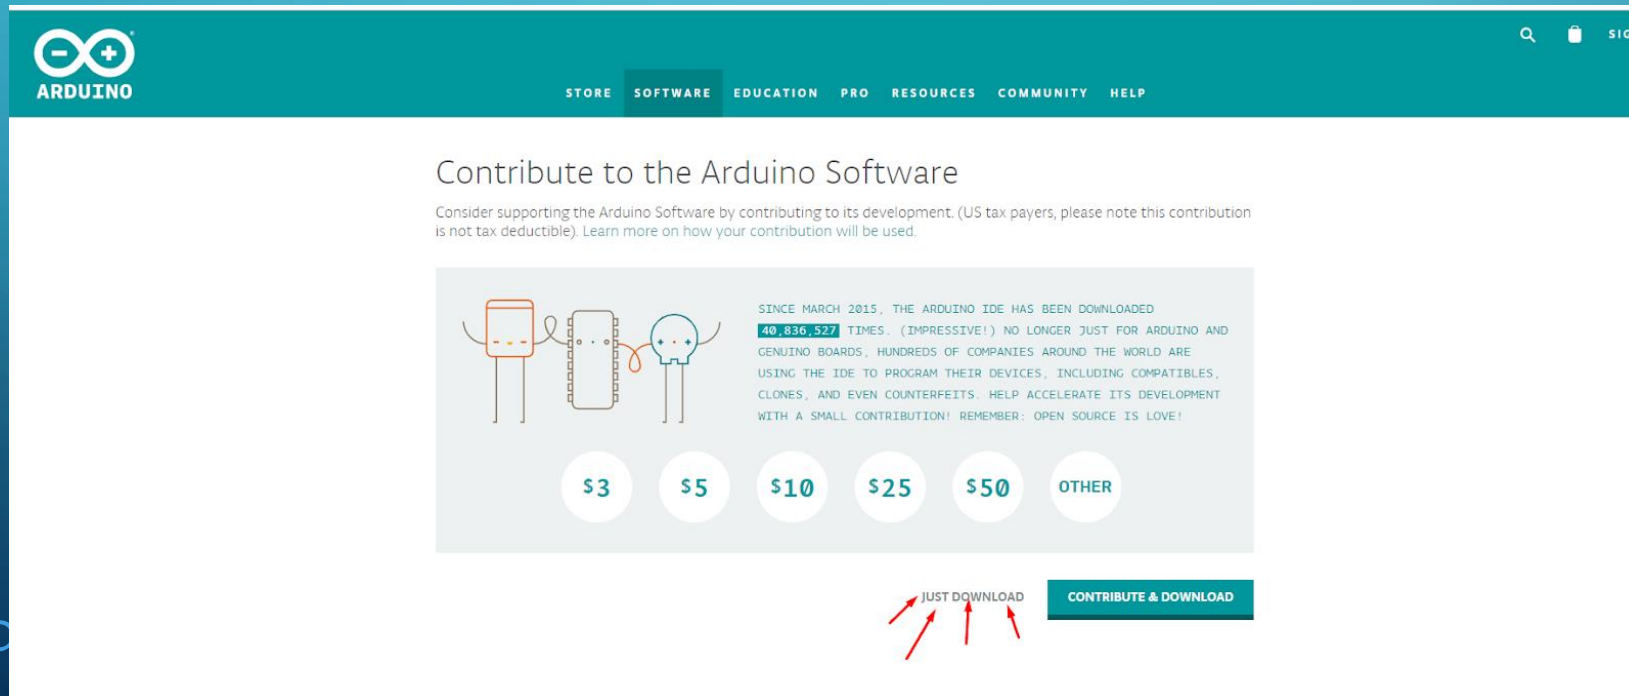 SIG
ARDUINO
STORE SOFTWARE EDUCATION PRO RESOURCES COMMUNITY HELP
Contribute to the Arduino Software
Consider supporting the Arduino Software by contributing to its development. (US tax payers, please note this contribution
is not tax deductible). Learn more on how your contribution will be used.
SINCE MARCH 2015, THE ARDUINO IDE HAS BEEN DOWNLOADED
40,836,527 TIMES. (IMPRESSIVE!) NO LONGER JUST FOR ARDUINO AND
GENUINO BOARDS, HUNDREDS OF COMPANIES AROUND THE WORLD ARE
USING THE IDE TO PROGRAM THEIR DEVICES, INCLUDING COMPATIBLES,
CLONES, AND EVEN COUNTERFEITS. HELP ACCELERATE ITS DEVELOPMENT
WITH A SMALL CONTRIBUTION! REMEMBER: OPEN SOURCE IS LOVE!
$3 $5 $10 $25 $50 OTHER
JUST DOWNLOAD CONTRIBUTE & DOWNLOAD